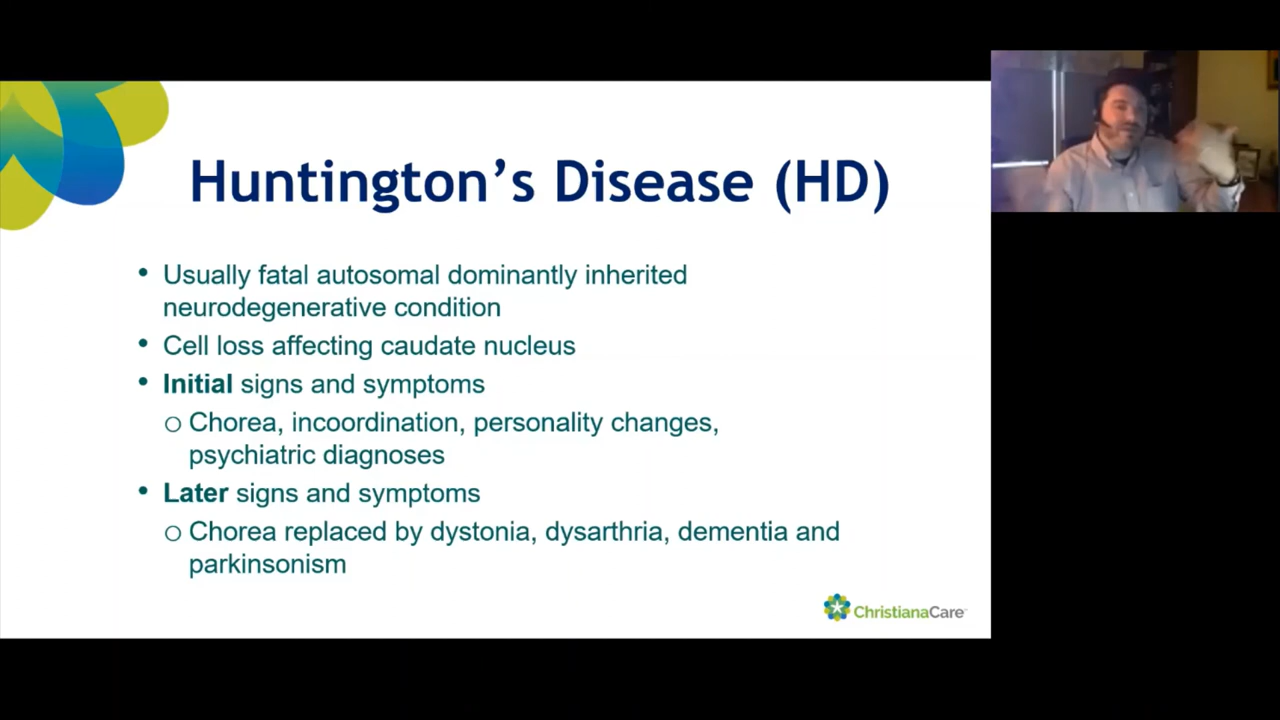 Huntington's Disease (HD)
• Usually fatal autosomal dominantly inherited
neurodegenerative condition
• Cell loss affecting caudate nucleus
• Initial signs and symptoms
o Chorea, incoordination, personality changes,
psychiatric diagnoses
• Later signs and symptoms
o Chorea replaced by dystonia, dysarthria, dementia and
parkinsonism
ChristianaCare